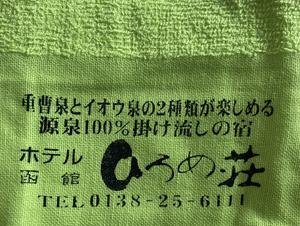 重曹泉とイオウ泉の2種類が楽しめる
源泉100%掛け流しの宿
ホテル
函館
ひろめ荘
TEL 0138-25-6111